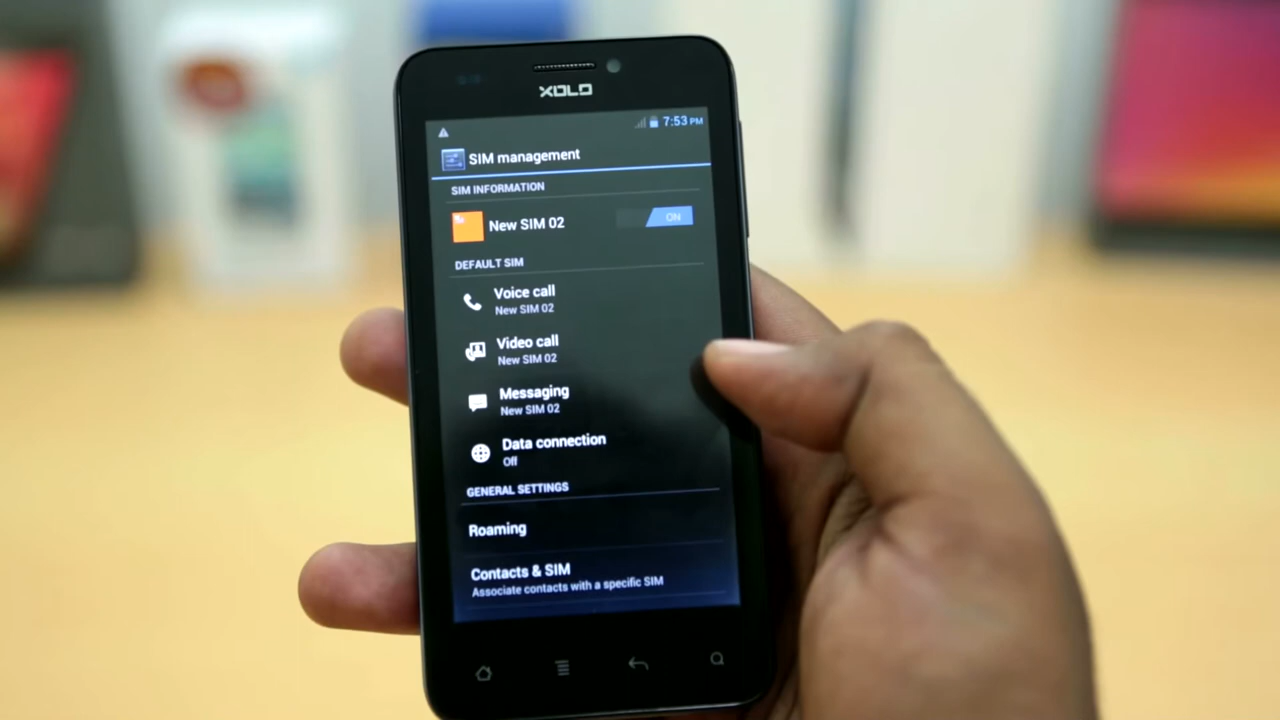 XOLO
7:53 PM
SIM management
SIM INFORMATION
New SIM 02
ON
DEFAULT SIM
Voice call
New SIM 02
Video call
New SIM 02
Messaging
New SIM 02
Data connection
Off
GENERAL SETTINGS
Roaming
Contacts & SIM
Associate contacts with a specific SIM